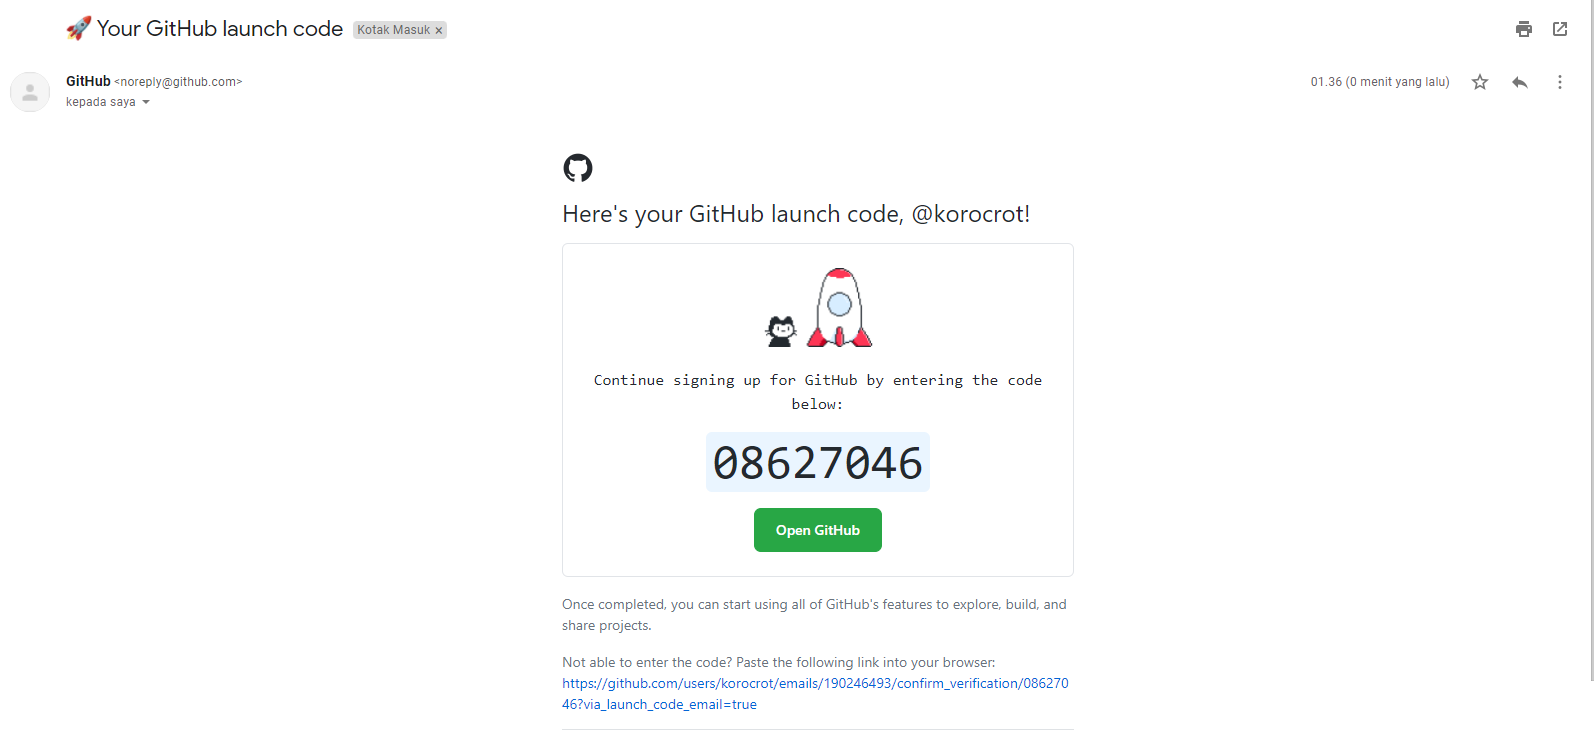 🚀 Your GitHub launch code Kotak Masuk ×
GitHub <noreply@github.com> 01.36 (0 menit yang lalu)
kepada saya
Here's your GitHub launch code, @korocrot!
Continue signing up for GitHub by entering the code
below:
08627046
Open GitHub
Once completed, you can start using all of GitHub's features to explore, build, and
share projects.
Not able to enter the code? Paste the following link into your browser:
https://github.com/users/korocrot/emails/190246493/confirm_verification/08627
046?via_launch_code_email=true